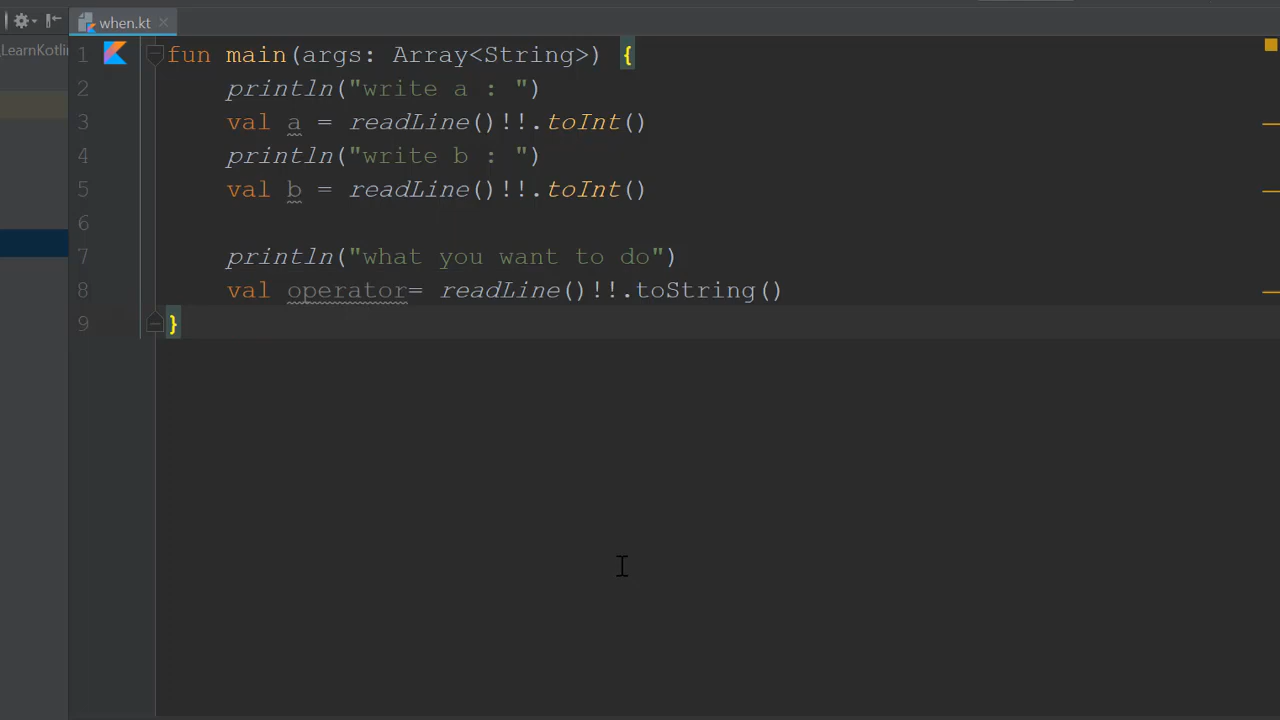 when.kt
LearnKotlin
1 fun main(args: Array<String>) {
2 println("write a : ")
3 val a = readLine()!!.toInt()
4 println("write b : ")
5 val b = readLine()!!.toInt()
6
7 println("what you want to do")
8 val operator= readLine()!!.toString()
9 }